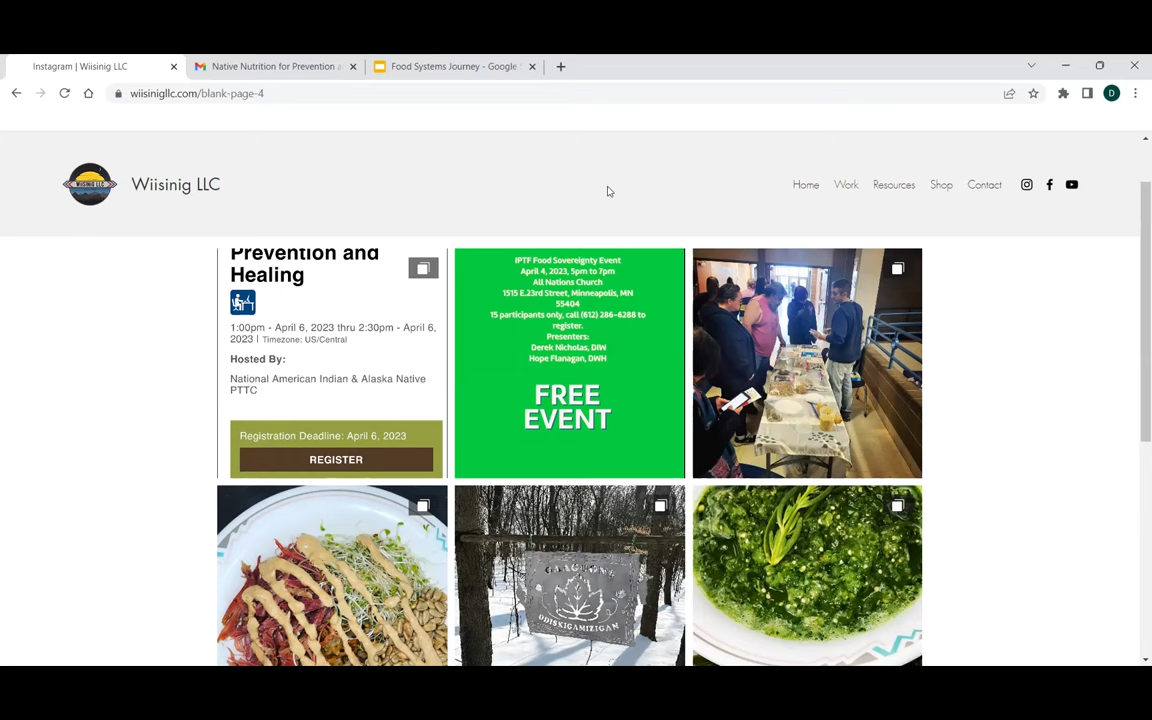 Instagram | Wiisinig LLC
Native Nutrition for Prevention a
Food Systems Journey - Google
wiisinigllc.com/blank-page-4
D
WIISINIG LLC
Wiisinig LLC
Home
Work
Resources
Shop
Contact
Prevention and
Healing
1:00pm - April 6, 2023 thru 2:30pm - April 6,
2023 | Timezone: US/Central
Hosted By:
National American Indian & Alaska Native
PTTC
Registration Deadline: April 6, 2023
REGISTER
IPTF Food Sovereignty Event
April 4, 2023, 5pm to 7pm
All Nations Church
1515 E.23rd Street, Minneapolis, MN
55404
15 participants only, call (612) 286-6288 to
register.
Presenters:
Derek Nicholas, DIW
Hope Flanagan, DWH
FREE
EVENT
ODISKIGAMIZIGAN